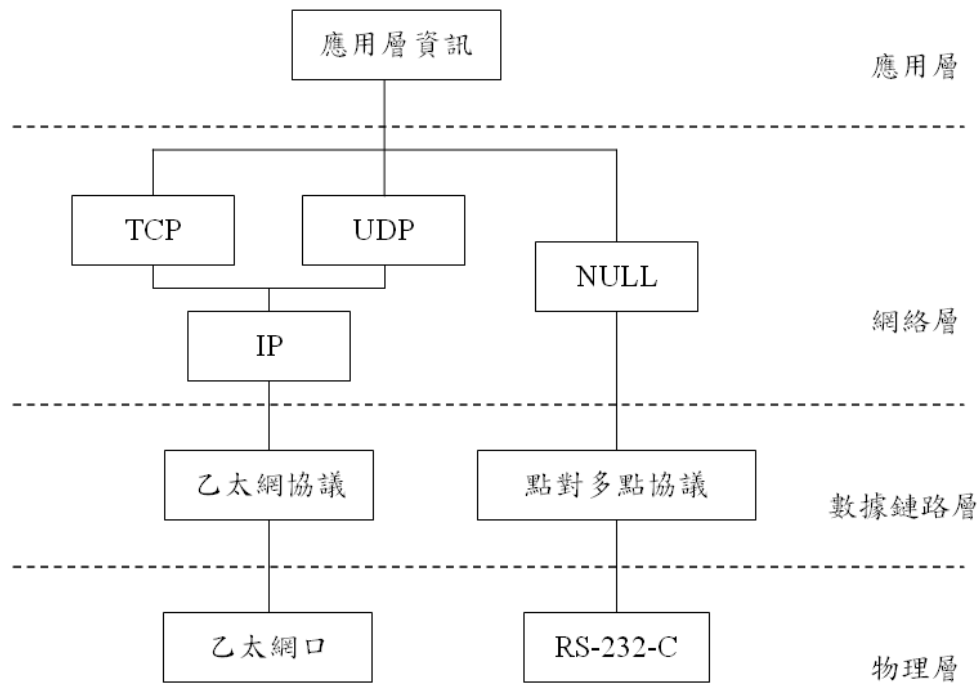 應用層資訊
應用層
TCP
UDP
NULL
IP
網絡層
乙太網協議
點對多點協議
數據鏈路層
乙太網口
RS-232-C
物理層